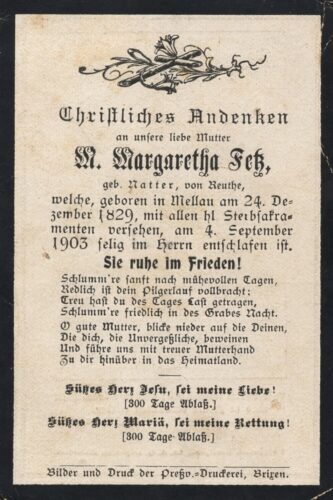 Christliches Andenken
an unsere liebe Mutter
M. Margaretha Fetz,
geb. Natter, von Reuthe,
welche, geboren in Mellau am 24. De-
zember 1829, mit allen hl Sterbsakra-
menten versehen, am 4. September
1903 selig im Herrn entschlafen ist.
Sie ruhe im Frieden!
Schlumm're sanft nach mühevollen Tagen,
Redlich ist dein Pilgerlauf vollbracht;
Treu hast du des Tages Last getragen,
Schlumm're friedlich in des Grabes Nacht.
O gute Mutter, blicke nieder auf die Deinen,
Die dich, die Unvergeßliche, beweinen
Und führe uns mit treuer Mutterhand
Zu dir hinüber in das Heimatland.
Süßes Herz Jesu, sei meine Liebe!
[300 Tage Ablaß.]
Süßes Herz Mariä, sei meine Rettung!
[300 Tage Ablaß.]
Bilder und Druck der Preßv.-Druckerei, Brixen.